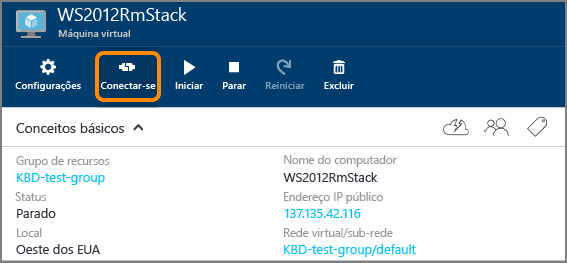 WS2012RmStack
Máquina virtual
Configurações Conectar-se Iniciar Parar Reiniciar Excluir
Conceitos básicos
Grupo de recursos Nome do computador
KBD-test-group WS2012RmStack
Status Endereço IP público
Parado 137.135.42.116
Local Rede virtual/sub-rede
Oeste dos EUA KBD-test-group/default